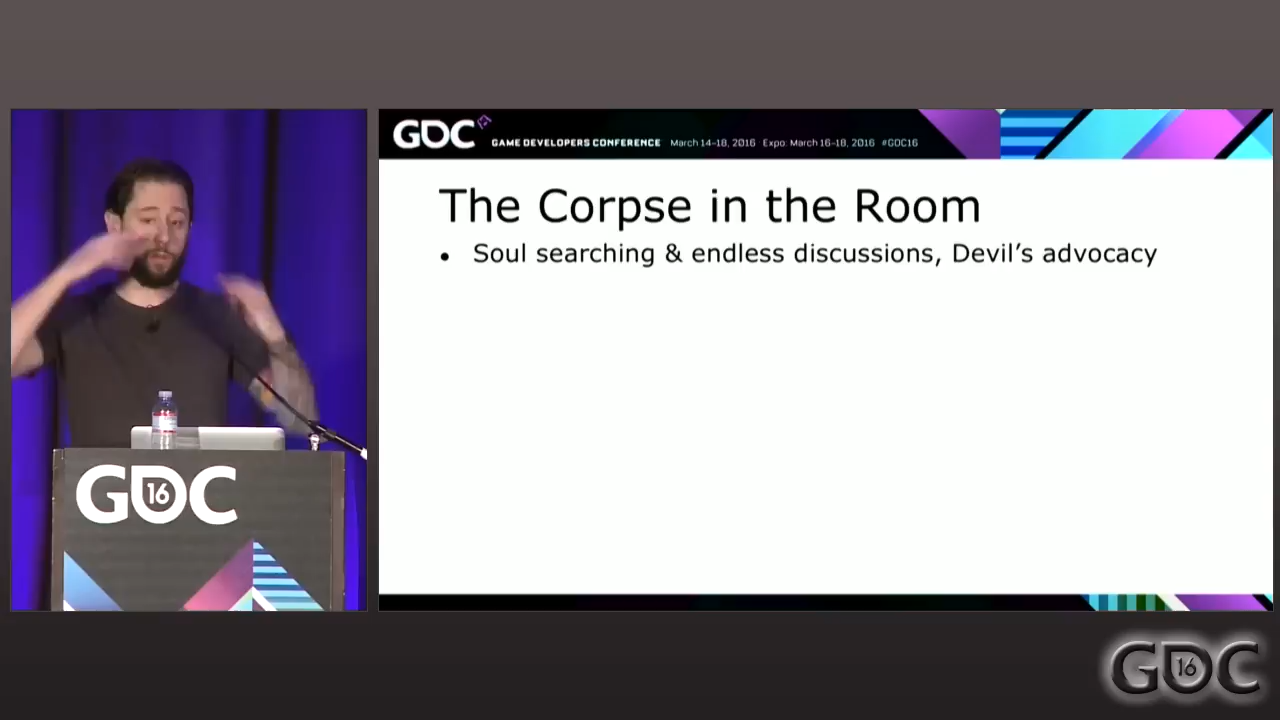 GDC
GAME DEVELOPERS CONFERENCE March 14-18, 2016 Expo: March 16-18, 2016 #GDC16
The Corpse in the Room
• Soul searching & endless discussions, Devil's advocacy
GDC
16
GDC
16